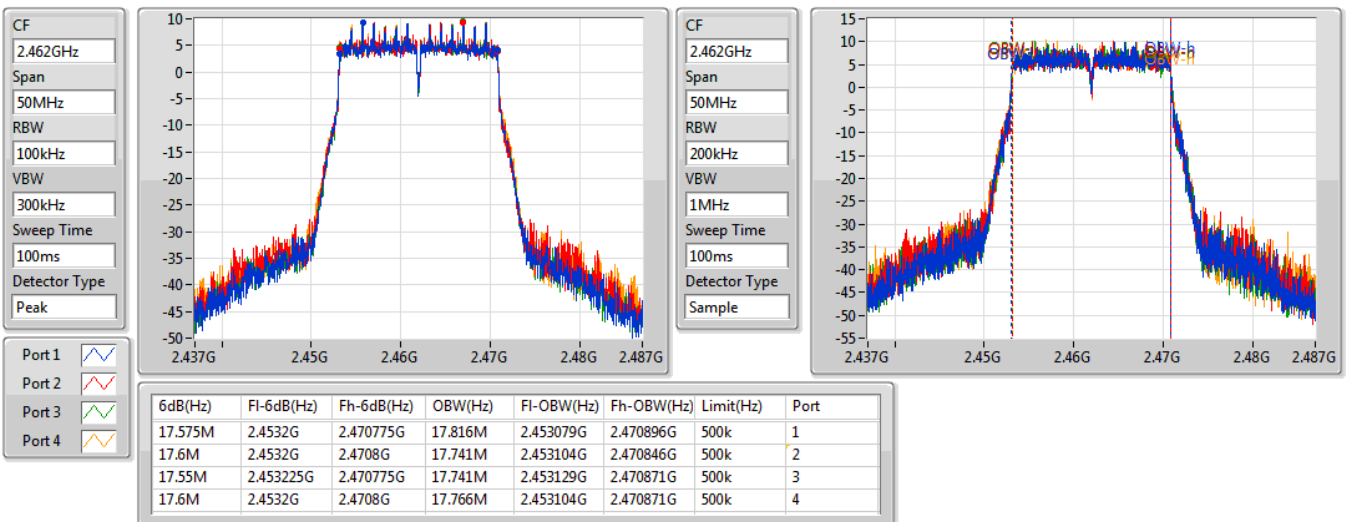 CF
2.462GHz
Span
50MHz
RBW
100kHz
VBW
300kHz
Sweep Time
100ms
Detector Type
Peak
10
5
0
-5
-10
-15
-20
-25
-30
-35
-40
-45
-50
2.437G 2.45G 2.46G 2.47G 2.48G 2.487G
CF
2.462GHz
Span
50MHz
RBW
200kHz
VBW
1MHz
Sweep Time
100ms
Detector Type
Sample
15
10
5
0
-5
-10
-15
-20
-25
-30
-35
-40
-45
-50
-55
OBW-h
2.437G 2.45G 2.46G 2.47G 2.48G 2.487G
Port 1
Port 2
Port 3
Port 4
6dB(Hz) Fl-6dB(Hz) Fh-6dB(Hz) OBW(Hz) Fl-OBW(Hz) Fh-OBW(Hz) Limit(Hz) Port
17.575M 2.4532G 2.470775G 17.816M 2.453079G 2.470896G 500k 1
17.6M 2.4532G 2.4708G 17.741M 2.453104G 2.470846G 500k 2
17.55M 2.453225G 2.470775G 17.741M 2.453129G 2.470871G 500k 3
17.6M 2.4532G 2.4708G 17.766M 2.453104G 2.470871G 500k 4